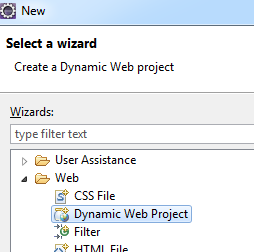 New
Select a wizard
Create a Dynamic Web project
Wizards:
type filter text
User Assistance
Web
CSS File
Dynamic Web Project
Filter
HTML File